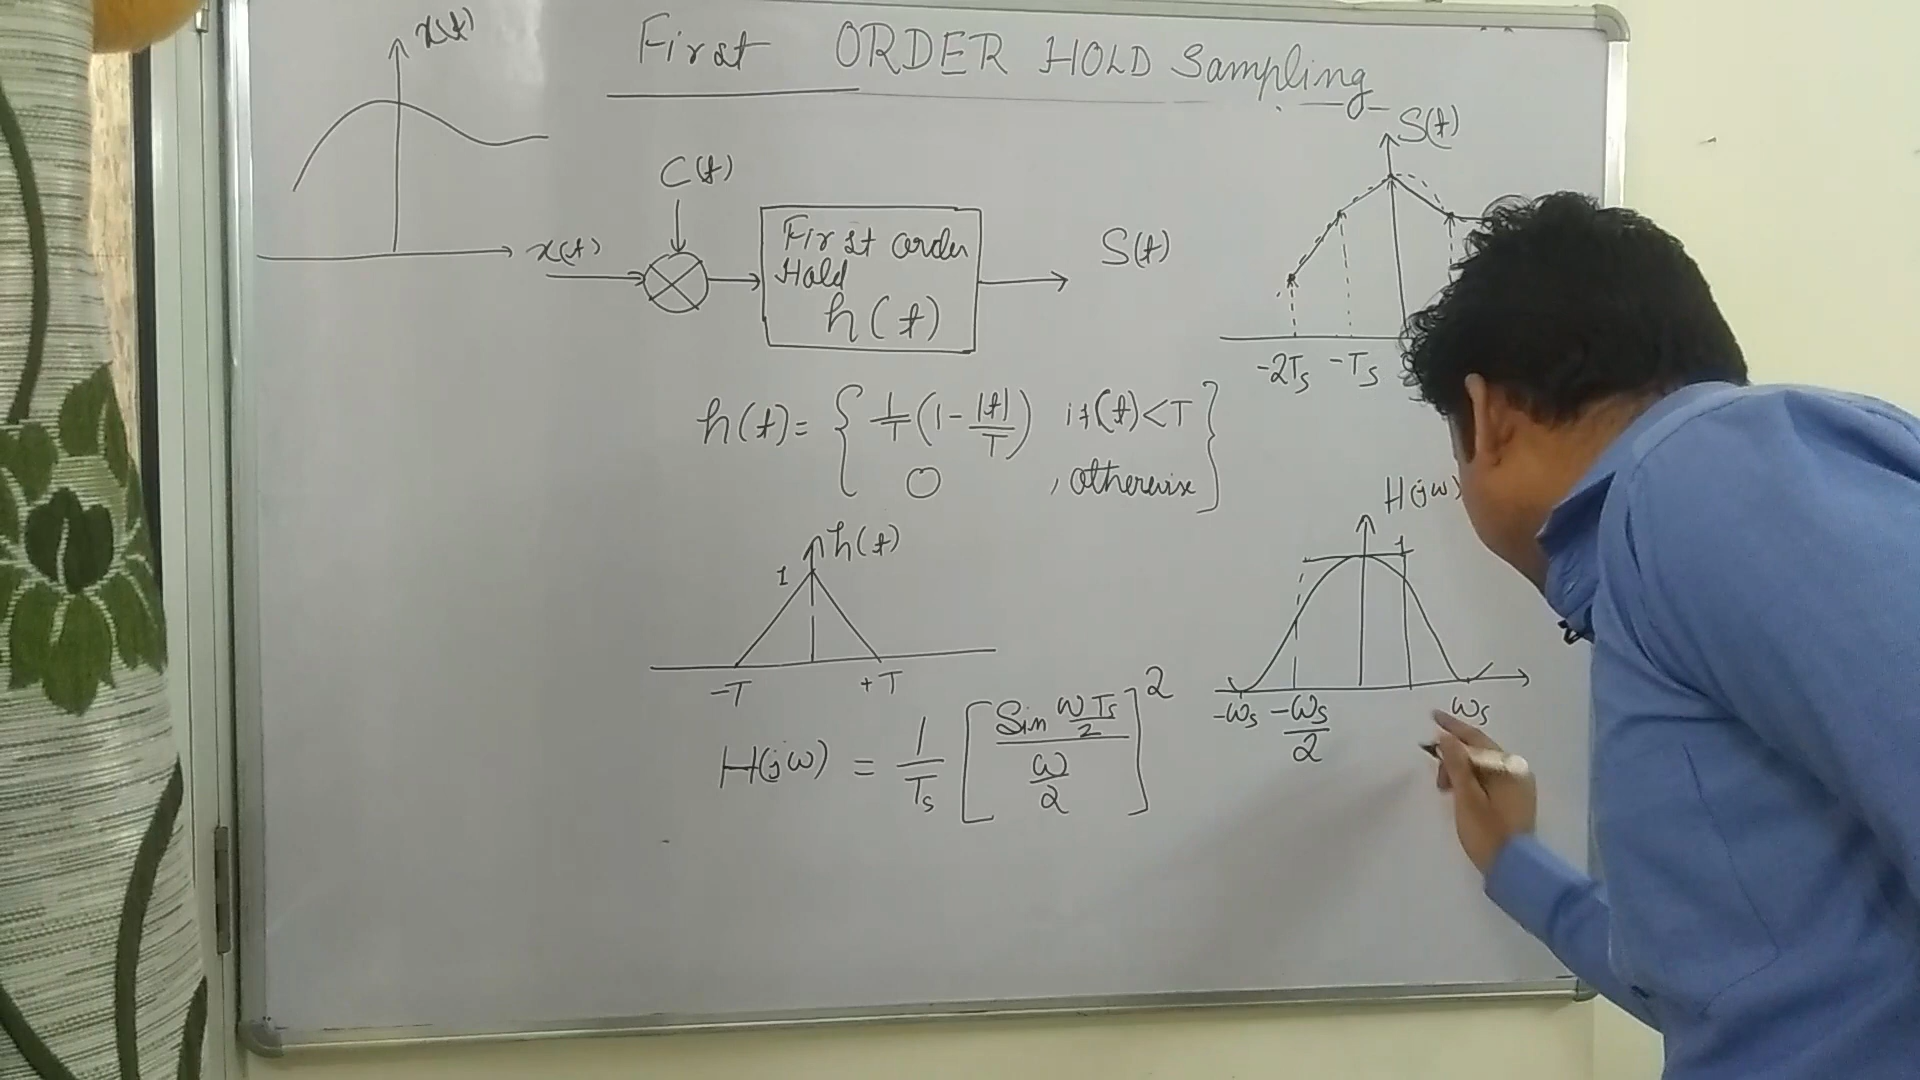 First ORDER HOLD Sampling
x(t)
S(t)
C(t)
x(t)
First order
Hold
h(t)
S(t)
-2Ts -Ts
h(t) = { 1/T (1 - |t|/T) if(t) < T
0 , otherwise }
h(t)
1
-T +T
H(jω)
1
-ωs -ωs/2 ωs
H(jω) = 1/Ts [ Sin ωTs/2 / ω/2 ]²